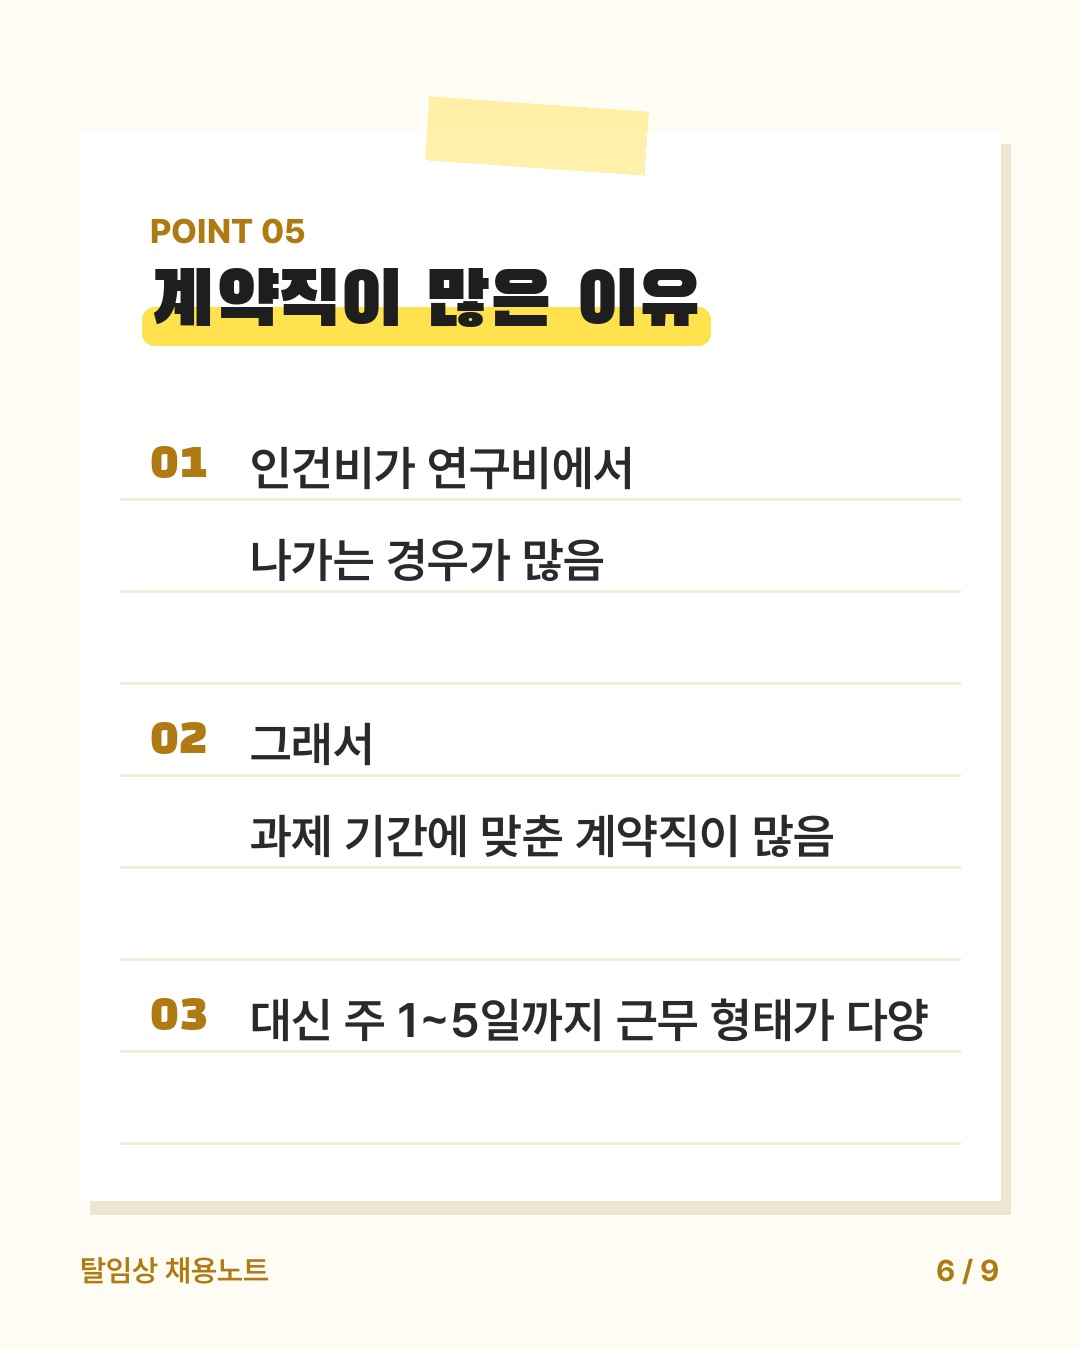 POINT 05
계약직이 많은 이유
01 인건비가 연구비에서
나가는 경우가 많음
02 그래서
과제 기간에 맞춘 계약직이 많음
03 대신 주 1~5일까지 근무 형태가 다양
탈임상 채용노트
6 / 9